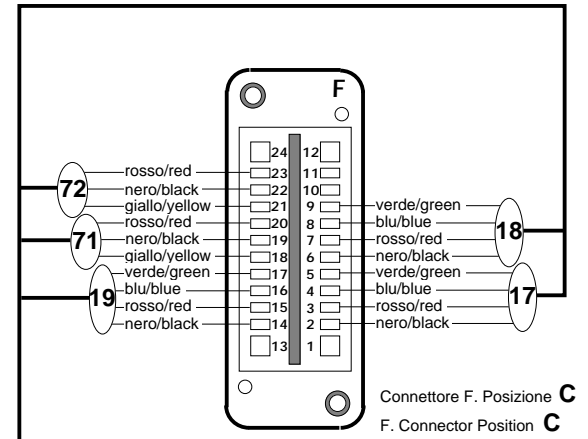 F
24 12
rosso/red 23 11
72 nero/black 22 10
giallo/yellow 21 9 verde/green
rosso/red 20 8 blu/blue
71 nero/black 19 7 rosso/red 18
giallo/yellow 18 6 nero/black
verde/green 17 5 verde/green
19 blu/blue 16 4 blu/blue 17
rosso/red 15 3 rosso/red
nero/black 14 2 nero/black
13 1
Connettore F. Posizione C
F. Connector Position C